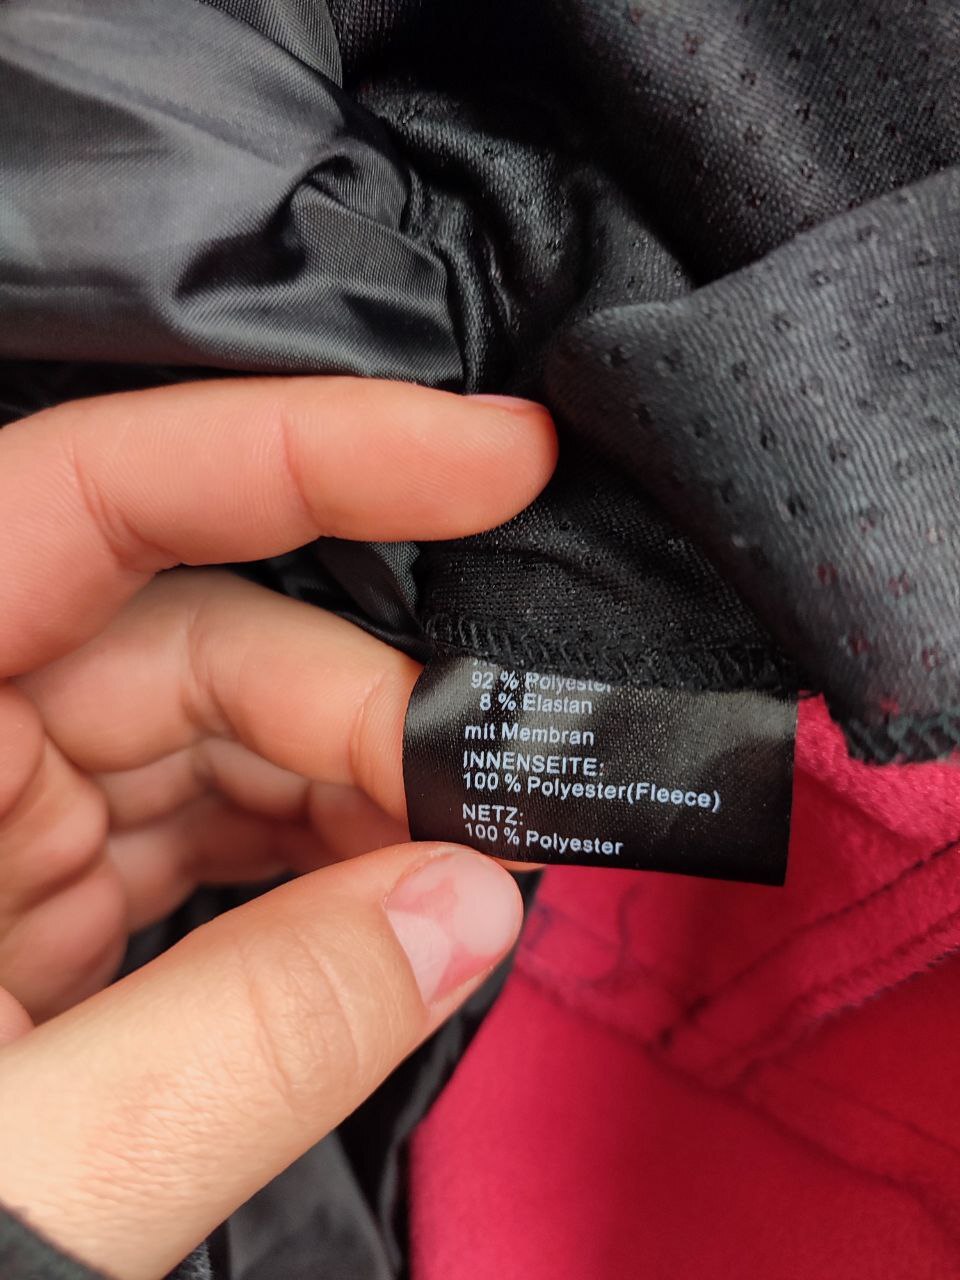 92 % Polyester
8 % Elastan
mit Membran
INNENSEITE:
100 % Polyester(Fleece)
NETZ:
100 % Polyester